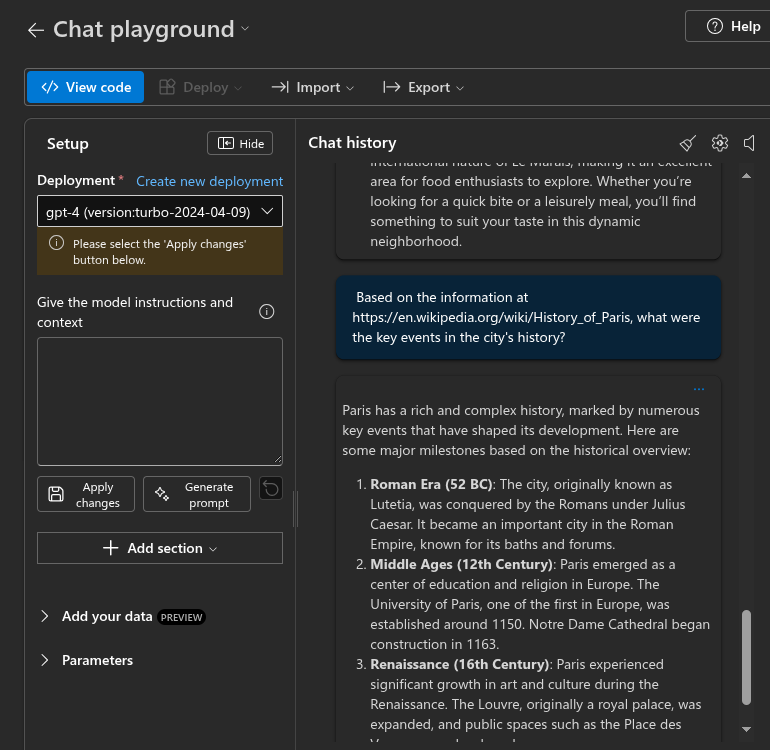 Chat playground
Help
View code
Deploy
Import
Export
Setup
Hide
Deployment *
Create new deployment
gpt-4 (version:turbo-2024-04-09)
Please select the 'Apply changes'
button below.
Give the model instructions and
context
Apply
changes
Generate
prompt
Add section
Add your data PREVIEW
Parameters
Chat history
international nature of Le Marais, making it an excellent
area for food enthusiasts to explore. Whether you're
looking for a quick bite or a leisurely meal, you'll find
something to suit your taste in this dynamic
neighborhood.
Based on the information at
https://en.wikipedia.org/wiki/History_of_Paris, what were
the key events in the city's history?
...
Paris has a rich and complex history, marked by numerous
key events that have shaped its development. Here are
some major milestones based on the historical overview:
1. Roman Era (52 BC): The city, originally known as
Lutetia, was conquered by the Romans under Julius
Caesar. It became an important city in the Roman
Empire, known for its baths and forums.
2. Middle Ages (12th Century): Paris emerged as a
center of education and religion in Europe. The
University of Paris, one of the first in Europe, was
established around 1150. Notre Dame Cathedral began
construction in 1163.
3. Renaissance (16th Century): Paris experienced
significant growth in art and culture during the
Renaissance. The Louvre, originally a royal palace, was
expanded, and public spaces such as the Place des